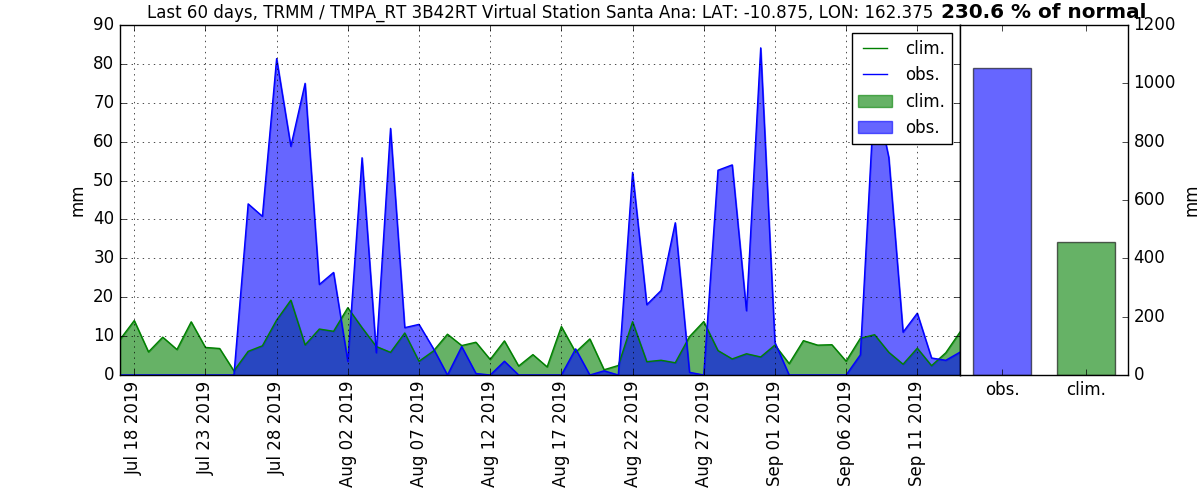 Last 60 days, TRMM / TMPA_RT 3B42RT Virtual Station Santa Ana: LAT: -10.875, LON: 162.375 230.6 % of normal
90
80
70
60
50
40
30
20
10
0
mm
clim.
obs.
clim.
obs.
1200
1000
800
600
400
200
0
mm
Jul 18 2019
Jul 23 2019
Jul 28 2019
Aug 02 2019
Aug 07 2019
Aug 12 2019
Aug 17 2019
Aug 22 2019
Aug 27 2019
Sep 01 2019
Sep 06 2019
Sep 11 2019
obs. clim.